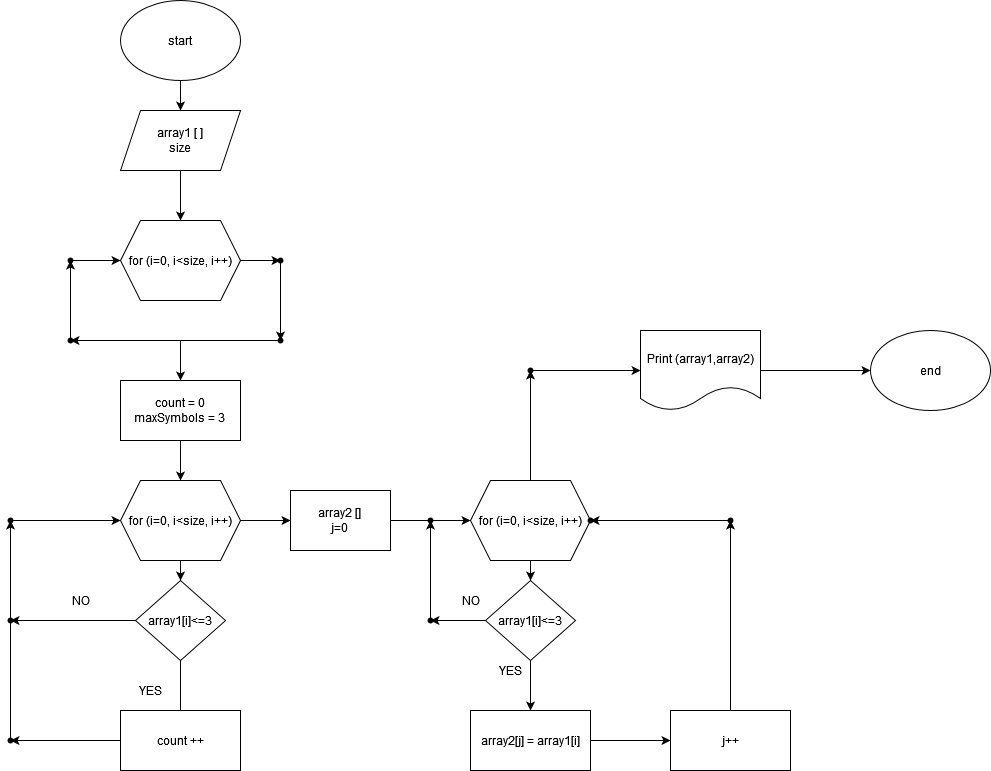 start
array1 [ ]
size
for (i=0, i<size, i++)
count = 0
maxSymbols = 3
for (i=0, i<size, i++)
array1[i]<=3
NO
YES
count ++
array2 []
j=0
for (i=0, i<size, i++)
array1[i]<=3
NO
YES
array2[j] = array1[i]
j++
Print (array1,array2)
end